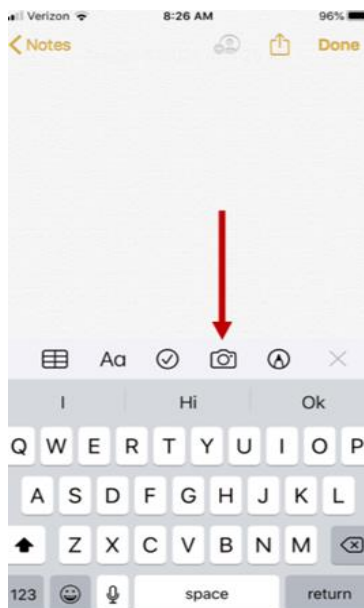 Verizon 8:26 AM 96%
Notes Done
Aa
I Hi Ok
Q W E R T Y U I O P
A S D F G H J K L
Z X C V B N M
123 space return